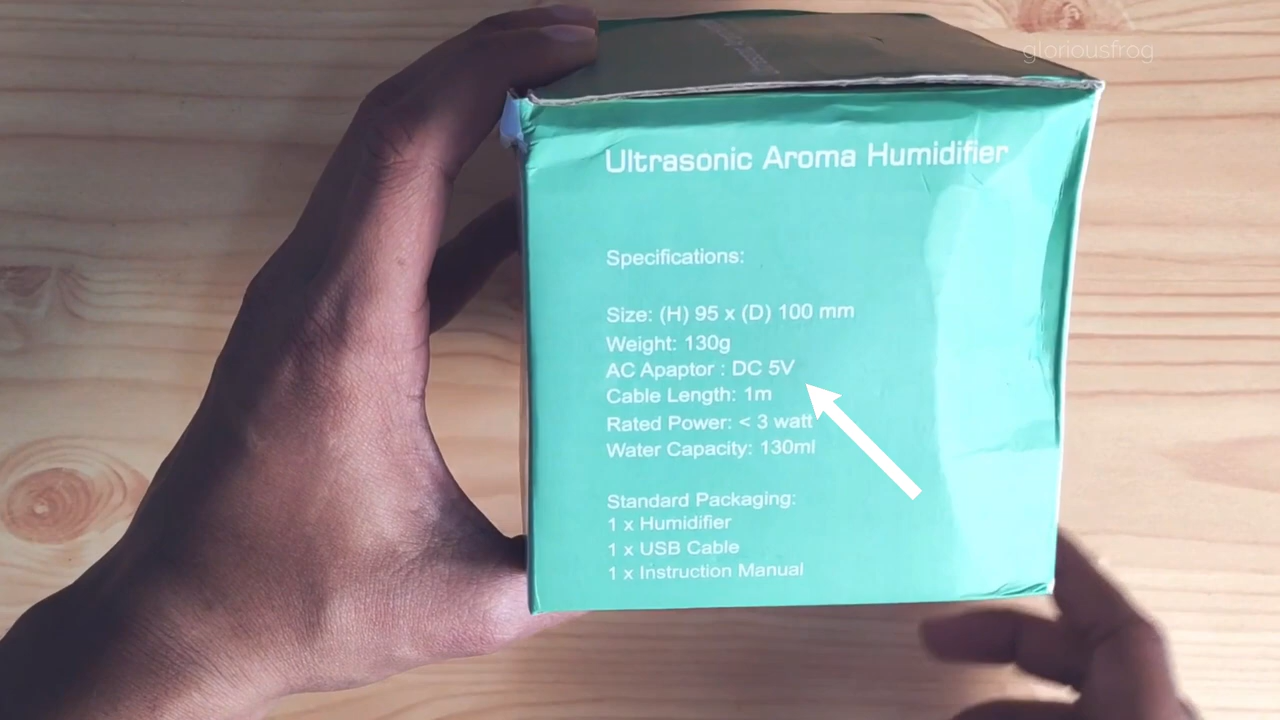 gloriousfrog
Ultrasonic Aroma Humidifier
Specifications:
Size: (H) 95 x (D) 100 mm
Weight: 130g
AC Apaptor : DC 5V
Cable Length: 1m
Rated Power: < 3 watt
Water Capacity: 130ml
Standard Packaging:
1 x Humidifier
1 x USB Cable
1 x Instruction Manual